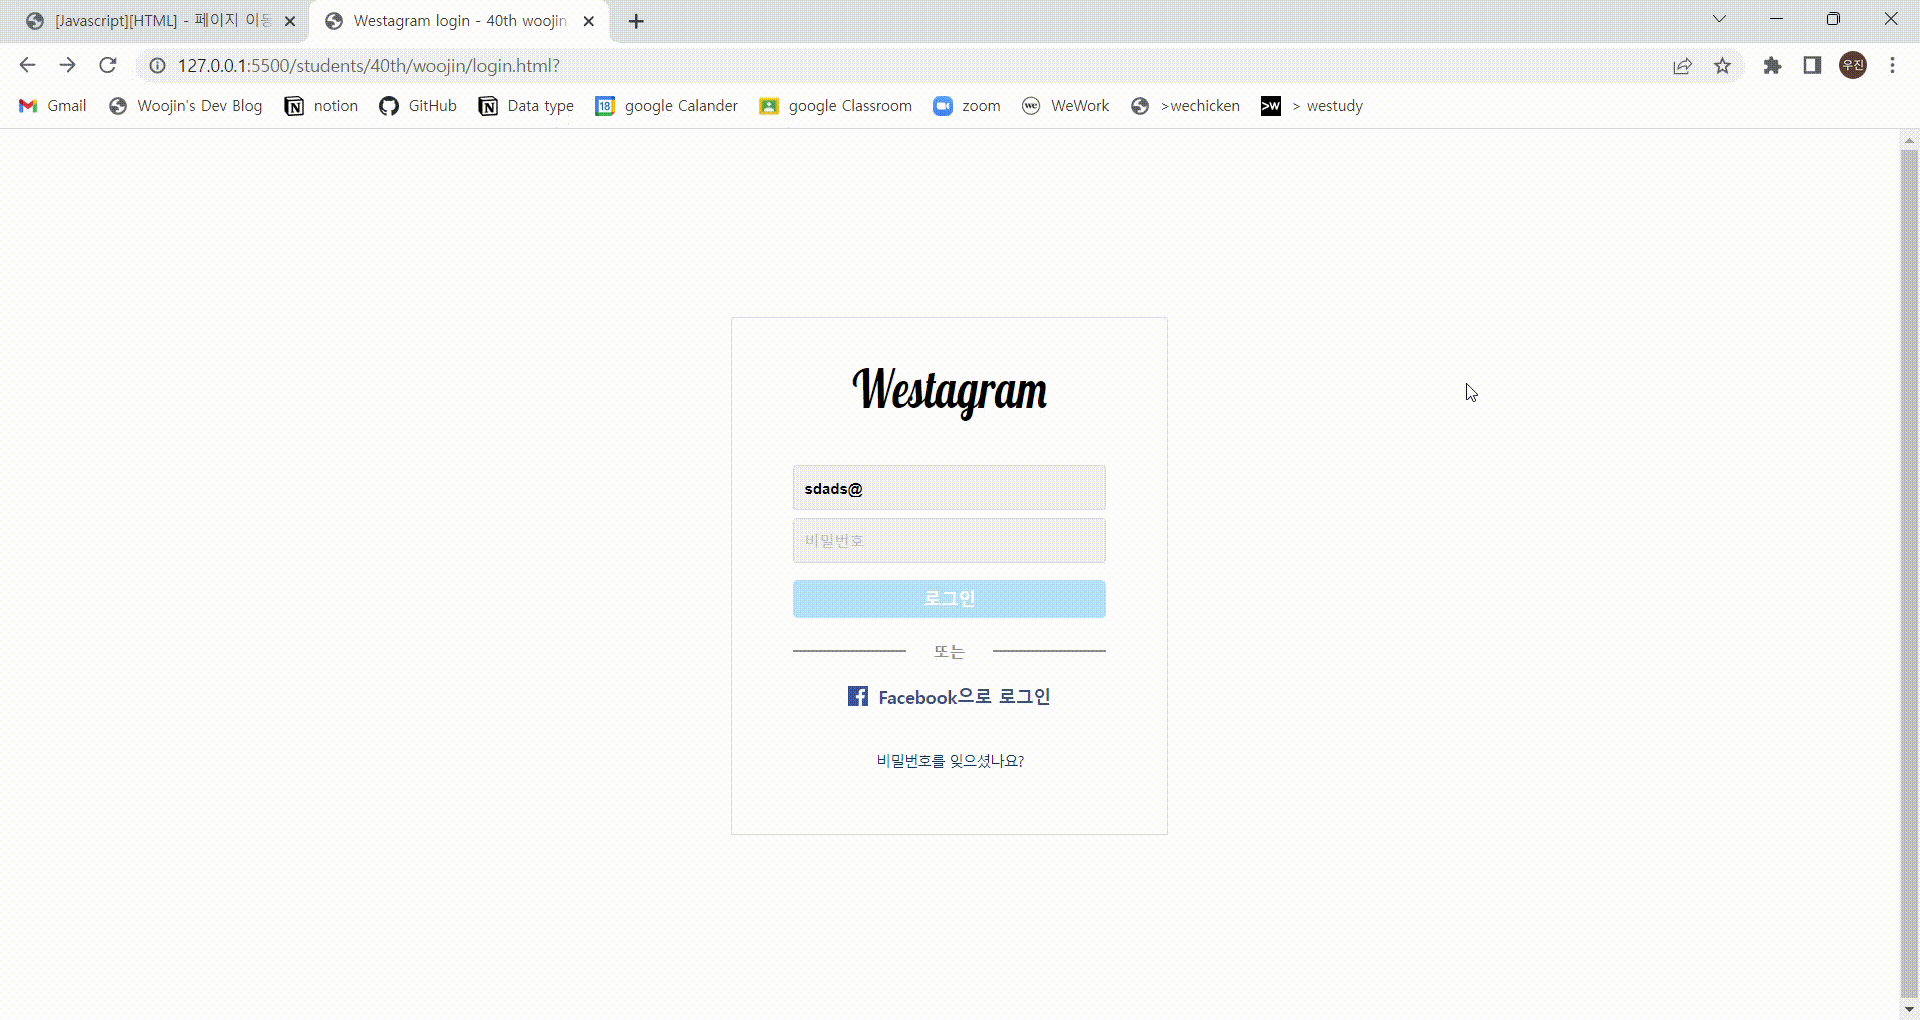 [Javascript][HTML] - 페이지 이동
Westagram login - 40th woojin
127.0.0.1:5500/students/40th/woojin/login.html?
우진
Gmail
Woojin's Dev Blog
notion
GitHub
Data type
18
google Calander
google Classroom
zoom
we
WeWork
>wechicken
>W
> westudy
Westagram
sdads@
비밀번호
로그인
또는
Facebook으로 로그인
비밀번호를 잊으셨나요?